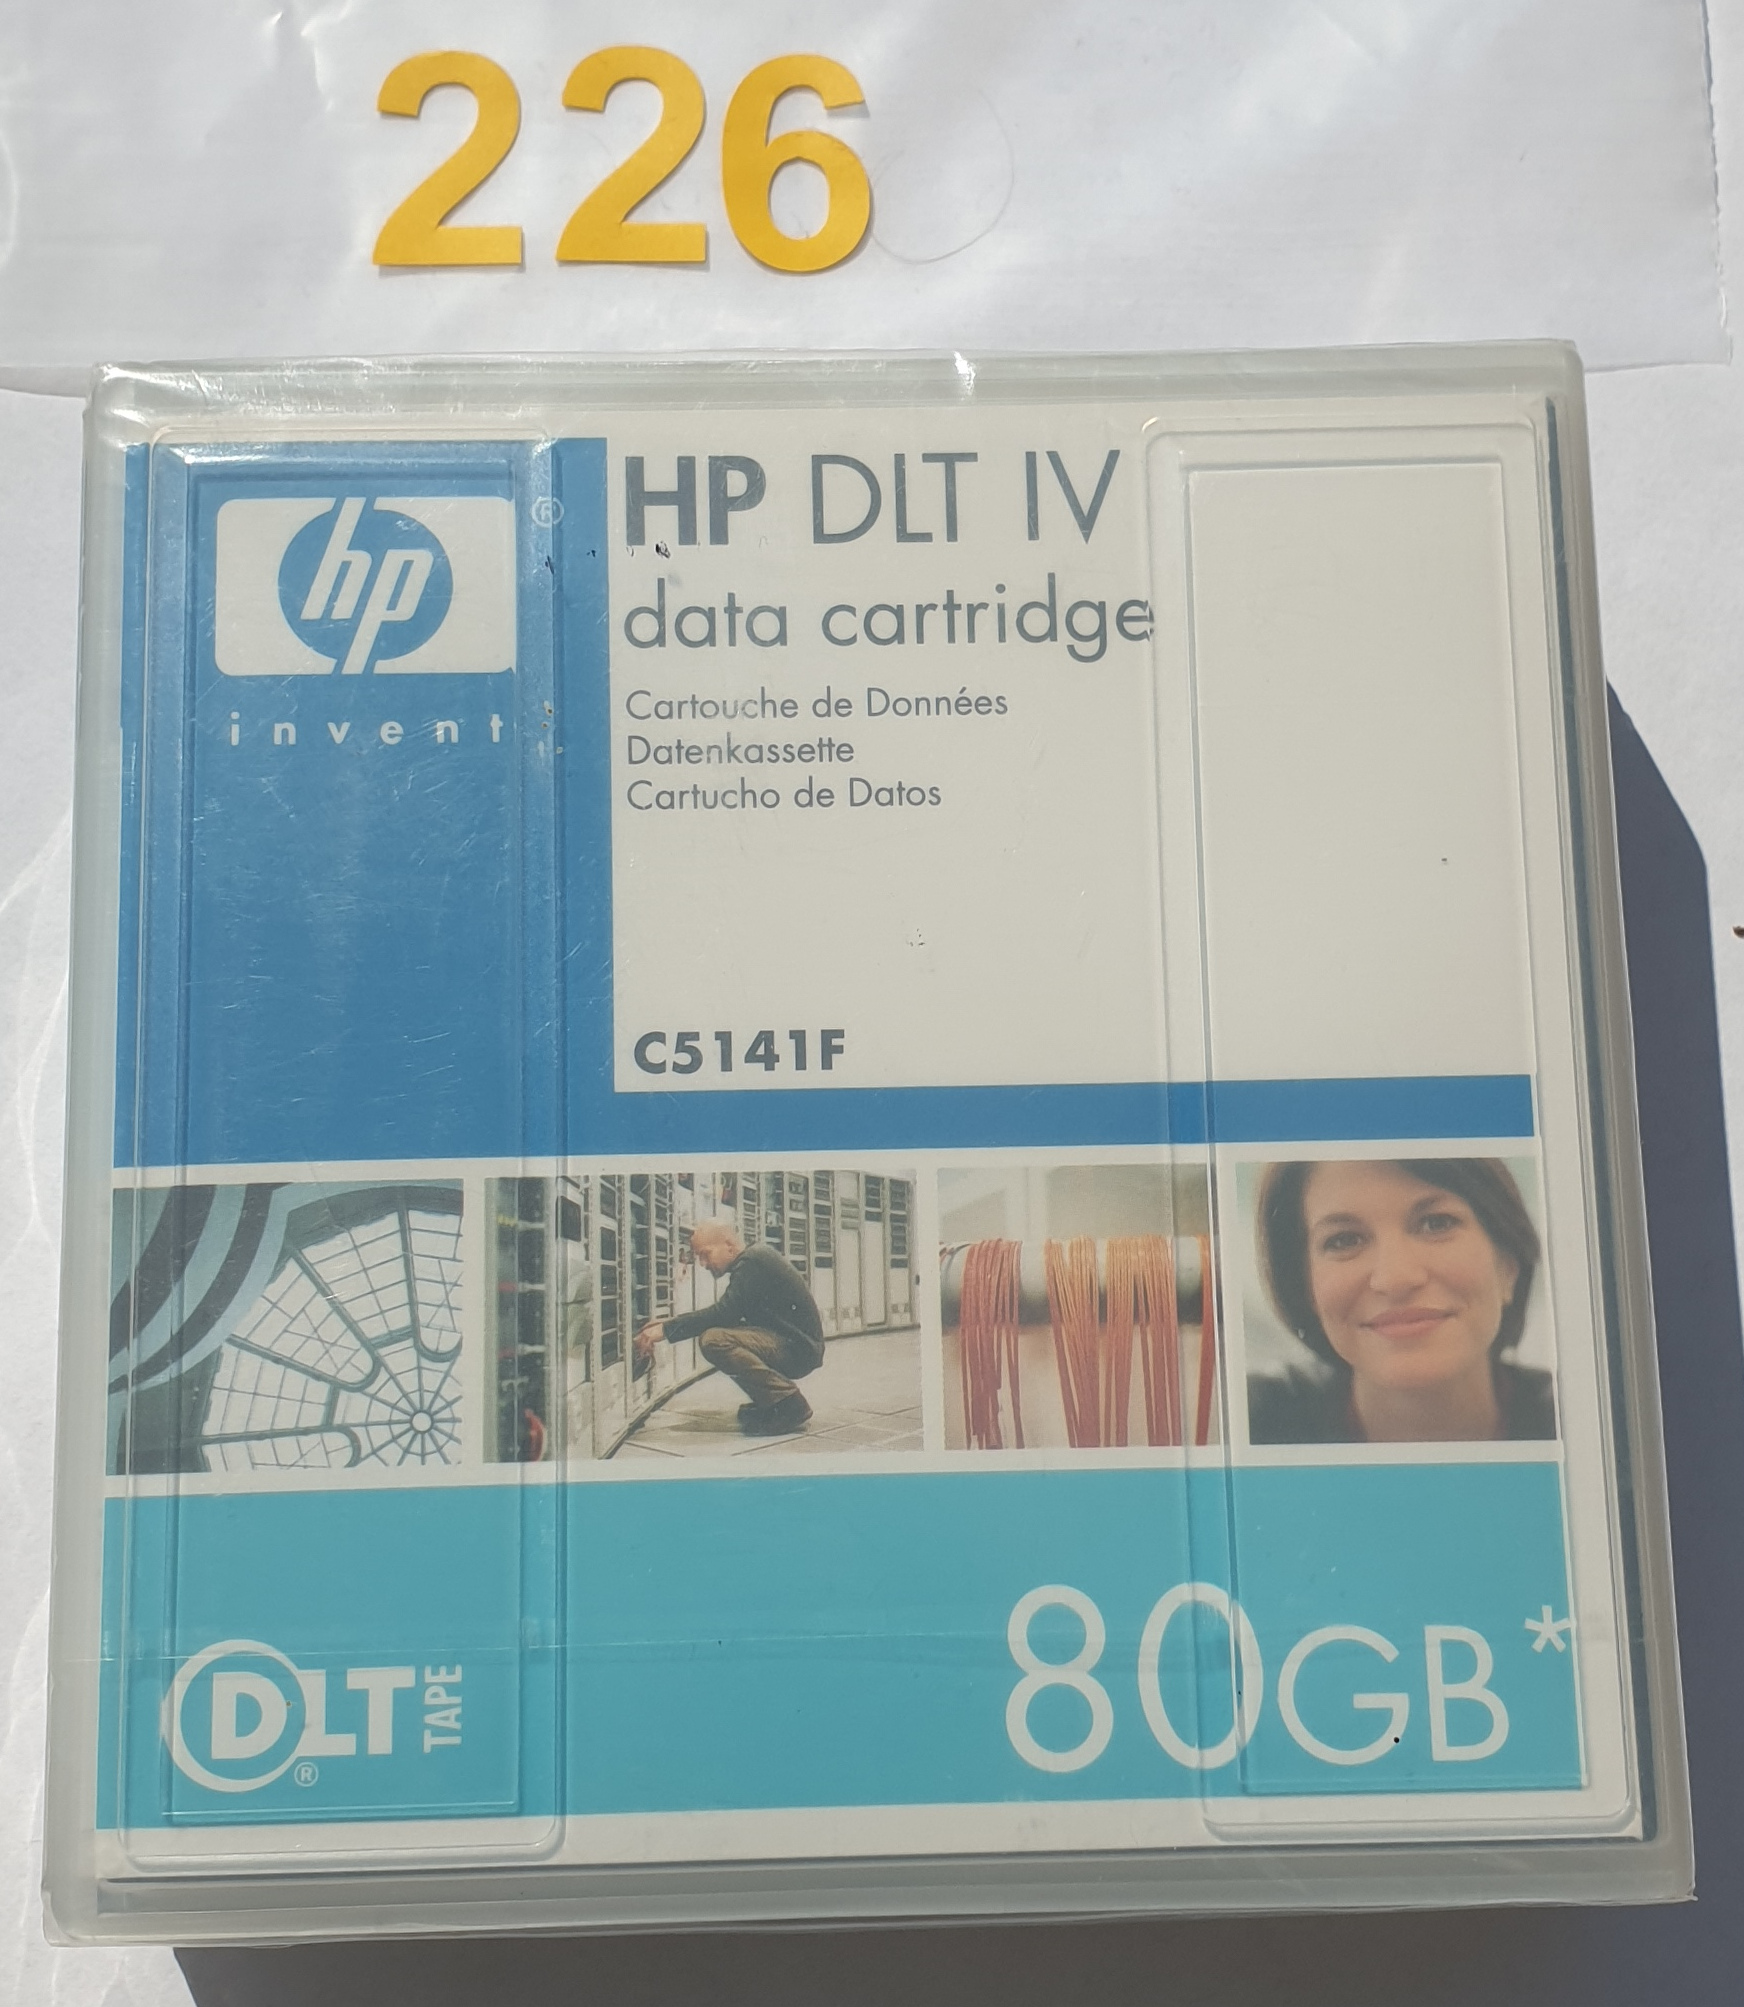 226
hp ®
invent
HP DLT IV
data cartridge
Cartouche de Données
Datenkassette
Cartucho de Datos
C5141F
DLT TAPE ®
80GB*